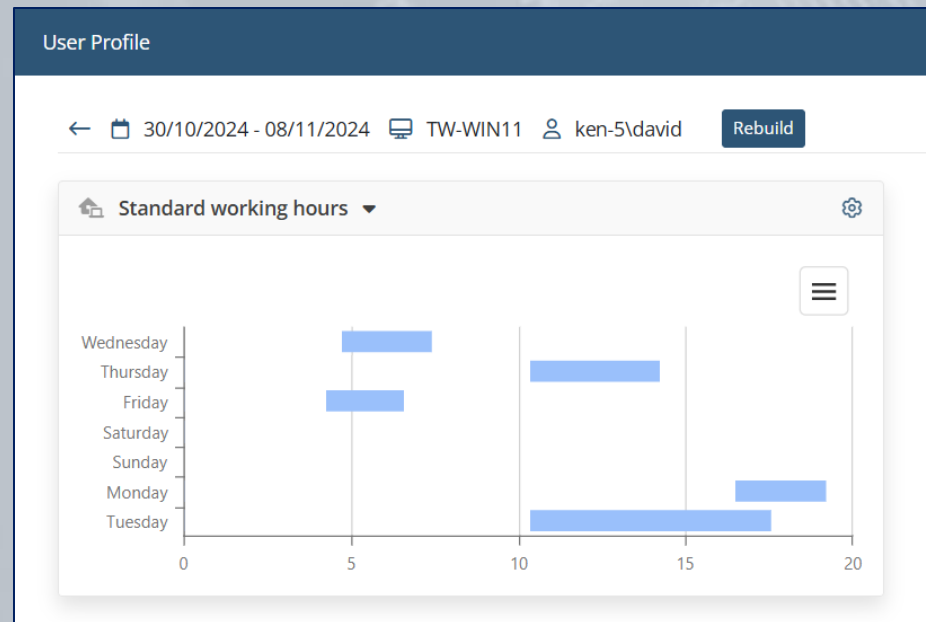 User Profile
30/10/2024 - 08/11/2024 TW-WIN11 ken-5\david Rebuild
Standard working hours
Wednesday
Thursday
Friday
Saturday
Sunday
Monday
Tuesday
0 5 10 15 20